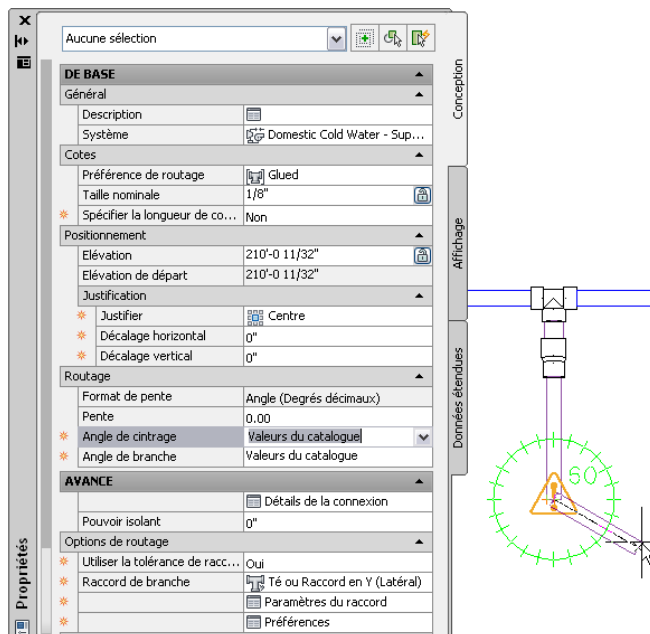 Aucune sélection
Conception
Affichage
Données étendues
Propriétés
DE BASE
Général
Description
Système Domestic Cold Water - Sup...
Cotes
Préférence de routage Glued
Taille nominale 1/8"
Spécifier la longueur de co... Non
Positionnement
Elévation 210'-0 11/32"
Elévation de départ 210'-0 11/32"
Justification
Justifier Centre
Décalage horizontal 0"
Décalage vertical 0"
Routage
Format de pente Angle (Degrés décimaux)
Pente 0.00
Angle de cintrage Valeurs du catalogue
Angle de branche Valeurs du catalogue
AVANCE
Détails de la connexion
Pouvoir isolant 0"
Options de routage
Utiliser la tolérance de racc... Oui
Raccord de branche Té ou Raccord en Y (Latéral)
Paramètres du raccord
Préférences
60